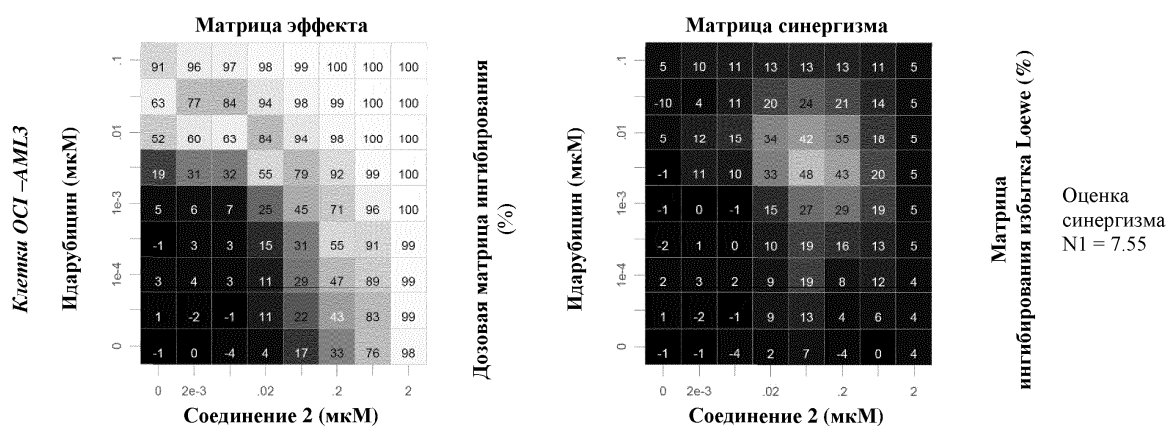 Матрица эффекта
Клетки OCI –AML3
Идарубицин (мкМ)
.1 91 96 97 98 99 100 100 100
63 77 84 94 98 99 100 100
.01 52 60 63 84 94 98 100 100
19 31 32 55 79 92 99 100
1e-3 5 6 7 25 45 71 96 100
-1 3 3 15 31 55 91 99
1e-4 3 4 3 11 29 47 89 99
1 -2 -1 11 22 43 83 99
0 -1 0 -4 4 17 33 76 98
0 2e-3 .02 .2 2
Соединение 2 (мкМ)
Дозовая матрица ингибирования
(%)
Матрица синергизма
Идарубицин (мкМ)
.1 5 10 11 13 13 13 11 5
-10 4 11 20 24 21 14 5
.01 5 12 15 34 42 35 18 5
-1 11 10 33 48 43 20 5
1e-3 -1 0 -1 15 27 29 19 5
-2 1 0 10 19 16 13 5
1e-4 2 3 2 9 19 8 12 4
1 -2 -1 9 13 4 6 4
0 -1 -1 -4 2 7 -4 0 4
0 2e-3 .02 .2 2
Соединение 2 (мкМ)
Матрица
ингибирования избытка Loewe (%)
Оценка
синергизма
N1 = 7.55